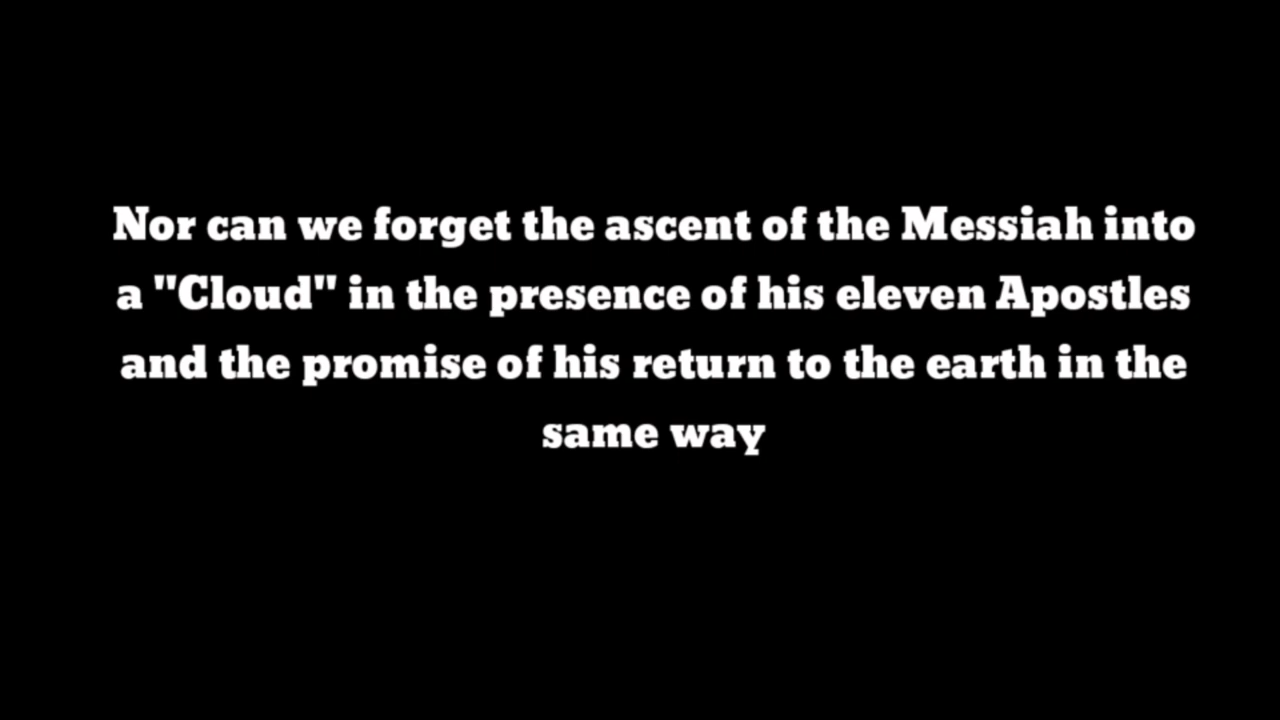 Nor can we forget the ascent of the Messiah into
a "Cloud" in the presence of his eleven Apostles
and the promise of his return to the earth in the
same way